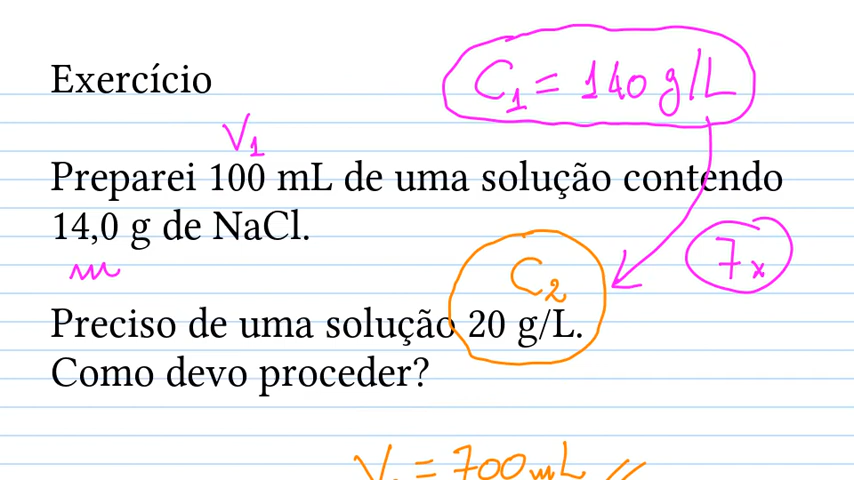 Exercício
C1 = 140 g/L
V1
Preparei 100 mL de uma solução contendo
14,0 g de NaCl.
m
7x
C2
Preciso de uma solução 20 g/L.
Como devo proceder?
= 700 mL //